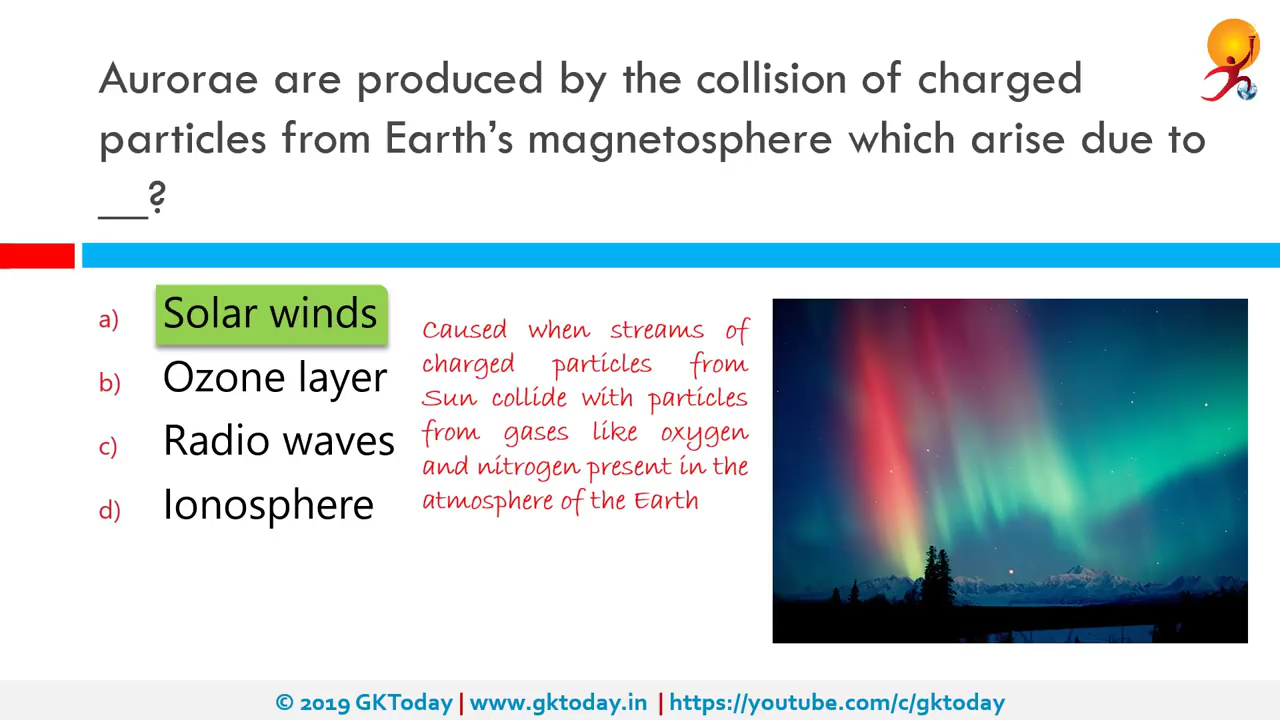 Aurorae are produced by the collision of charged
particles from Earth's magnetosphere which arise due to
__?
a) Solar winds
b) Ozone layer
c) Radio waves
d) Ionosphere
Caused when streams of
charged particles from
Sun collide with particles
from gases like oxygen
and nitrogen present in the
atmosphere of the Earth
© 2019 GKToday | www.gktoday.in | https://youtube.com/c/gktoday